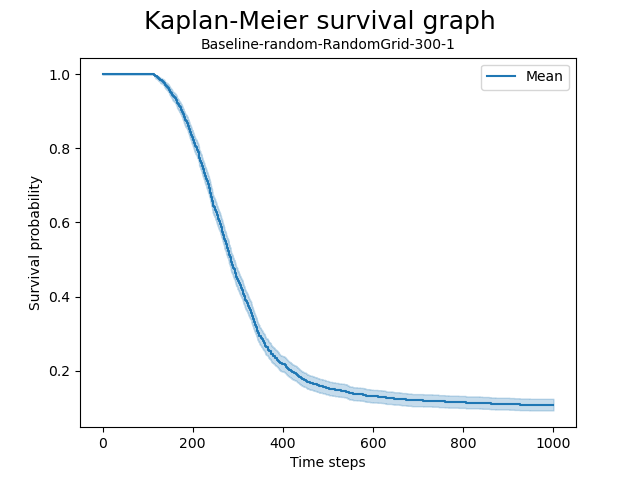 Kaplan-Meier survival graph
Baseline-random-RandomGrid-300-1
Mean
Survival probability
1.0
0.8
0.6
0.4
0.2
0 200 400 600 800 1000
Time steps